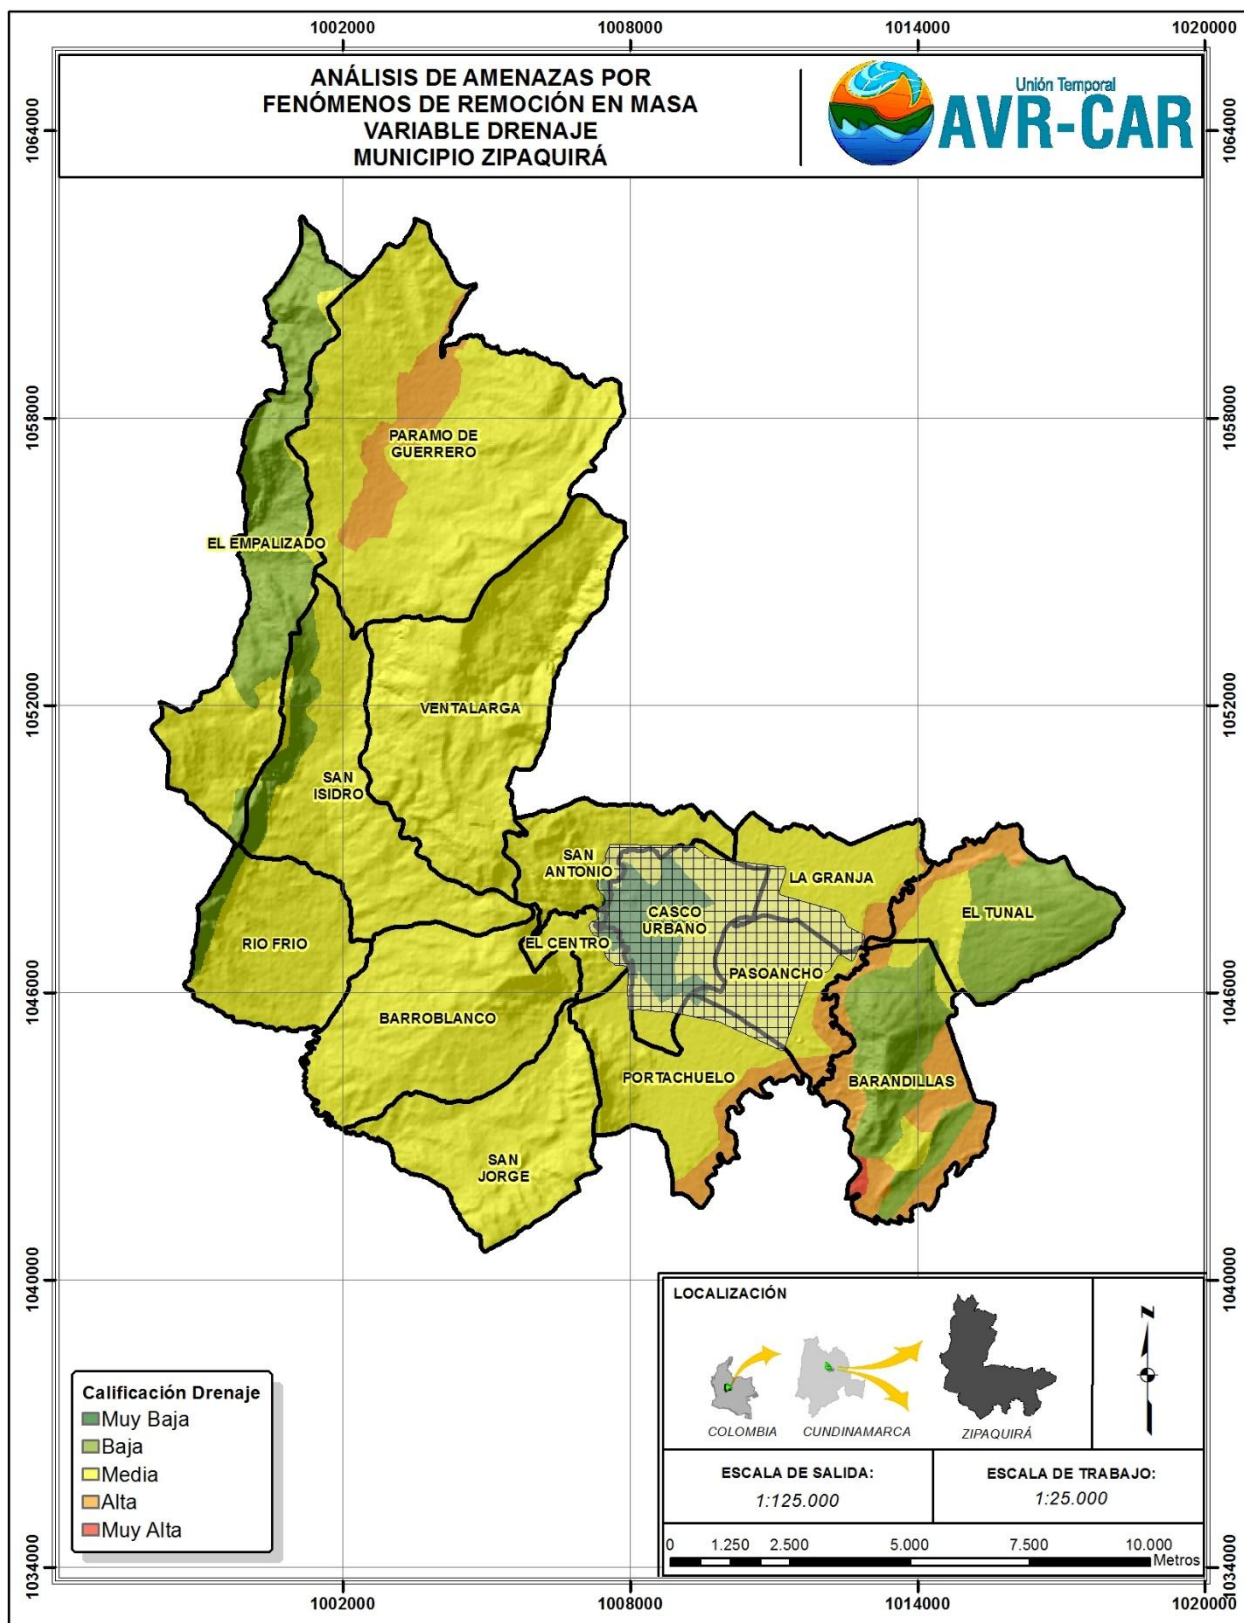 1002000
1008000
1014000
1020000
ANÁLISIS DE AMENAZAS POR
FENÓMENOS DE REMOCIÓN EN MASA
VARIABLE DRENAJE
MUNICIPIO ZIPAQUIRÁ
Unión Temporal
AVR-CAR
1064000
1064000
1058000
1058000
PARAMO DE
GUERRERO
EL EMPALIZADO
1052000
1052000
VENTALARGA
SAN
ISIDRO
SAN
ANTONIO
LA GRANJA
CASCO
URBANO
EL TUNAL
RIO FRIO
EL CENTRO
PASOANCHO
1046000
1046000
BARROBLANCO
PORTACHUELO
BARANDILLAS
SAN
JORGE
1040000
1040000
LOCALIZACIÓN
COLOMBIA
CUNDINAMARCA
ZIPAQUIRÁ
N
Calificación Drenaje
Muy Baja
Baja
Media
Alta
Muy Alta
ESCALA DE SALIDA:
1:125.000
ESCALA DE TRABAJO:
1:25.000
0 1.250 2.500 5.000 7.500 10.000
Metros
1034000
1034000
1002000
1008000
1014000
1020000